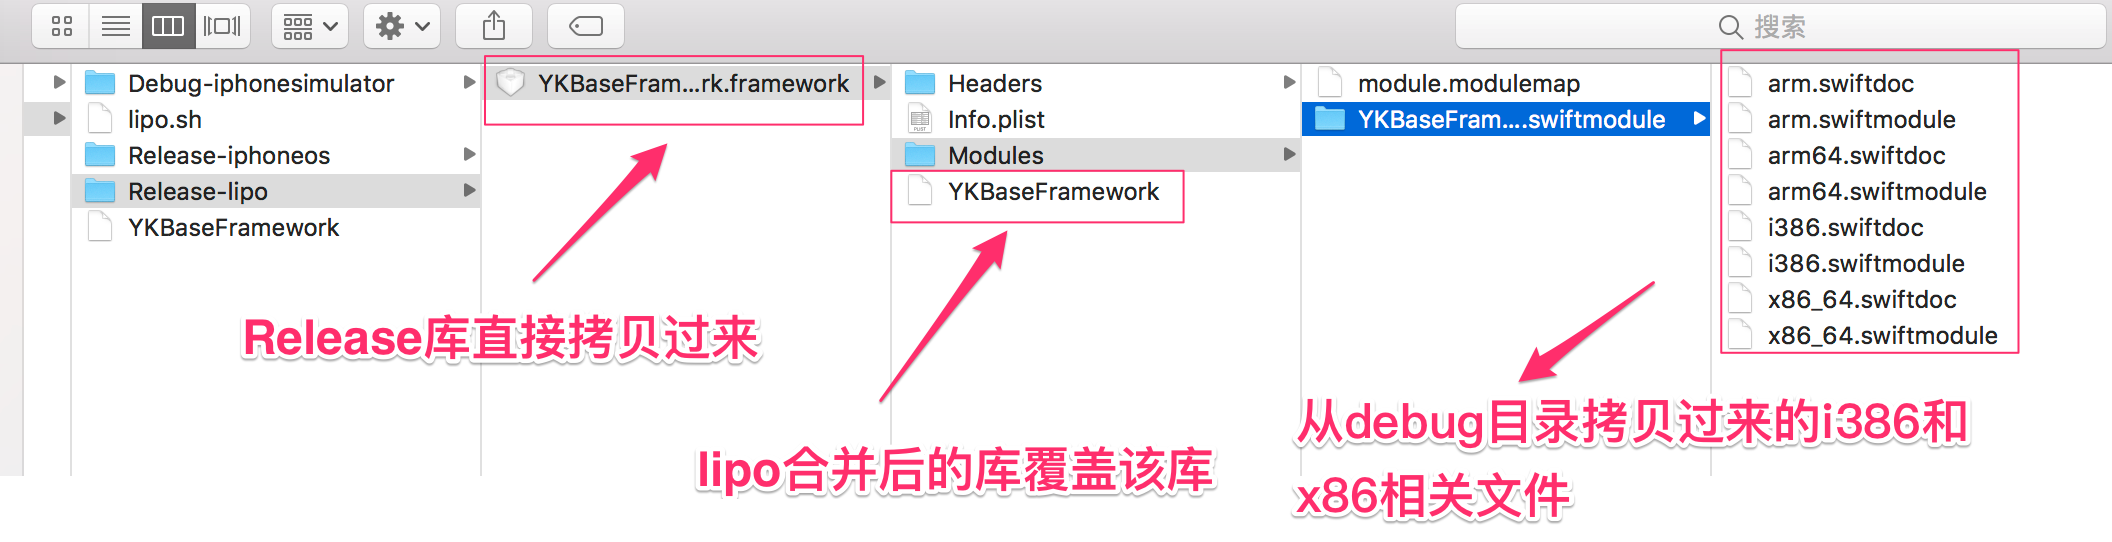 搜索
Debug-iphonesimulator
lipo.sh
Release-iphoneos
Release-lipo
YKBaseFramework
YKBaseFram...rk.framework
Headers
Info.plist
Modules
YKBaseFramework
module.modulemap
YKBaseFram....swiftmodule
arm.swiftdoc
arm.swiftmodule
arm64.swiftdoc
arm64.swiftmodule
i386.swiftdoc
i386.swiftmodule
x86_64.swiftdoc
x86_64.swiftmodule
Release库直接拷贝过来
lipo合并后的库覆盖该库
从debug目录拷贝过来的i386和
x86相关文件